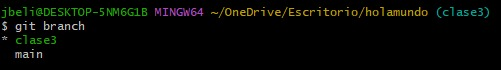 jbeli@DESKTOP-5NM6G1B MINGW64 ~/OneDrive/Escritorio/holamundo (clase3)
$ git branch
* clase3
  main